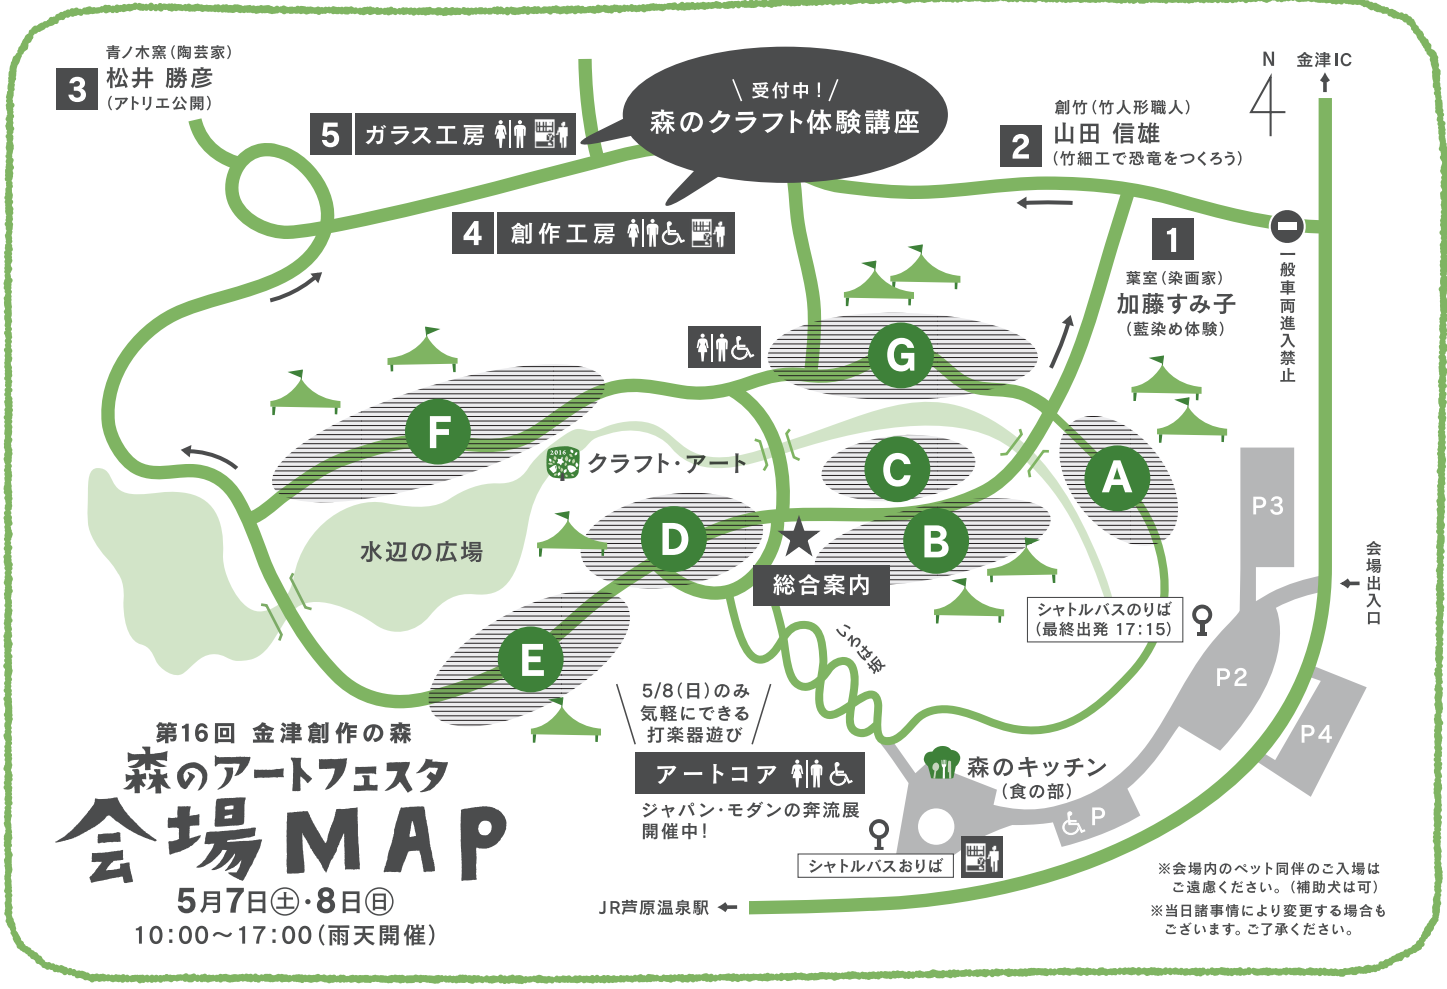 青ノ木窯(陶芸家)
3 松井 勝彦
(アトリエ公開)
5 ガラス工房
\ 受付中! /
森のクラフト体験講座
4 創作工房
創竹(竹人形職人)
2 山田 信雄
(竹細工で恐竜をつくろう)
N
金津IC
1
葉室(染画家)
加藤すみ子
(藍染め体験)
一般車両進入禁止
G
F
C
A
D
B
E
2016
クラフト・アート
水辺の広場
総合案内
P3
会場出入口
シャトルバスのりば
(最終出発 17:15)
P2
P4
いろは坂
5/8(日)のみ
気軽にできる
打楽器遊び
アートコア
ジャパン・モダンの奔流展
開催中!
森のキッチン
(食の部)
P
シャトルバスおりば
JR芦原温泉駅
第16回 金津創作の森
森のアートフェスタ
会場MAP
5月7日土・8日日
10:00〜17:00(雨天開催)
※会場内のペット同伴のご入場は
ご遠慮ください。(補助犬は可)
※当日諸事情により変更する場合も
ございます。ご了承ください。